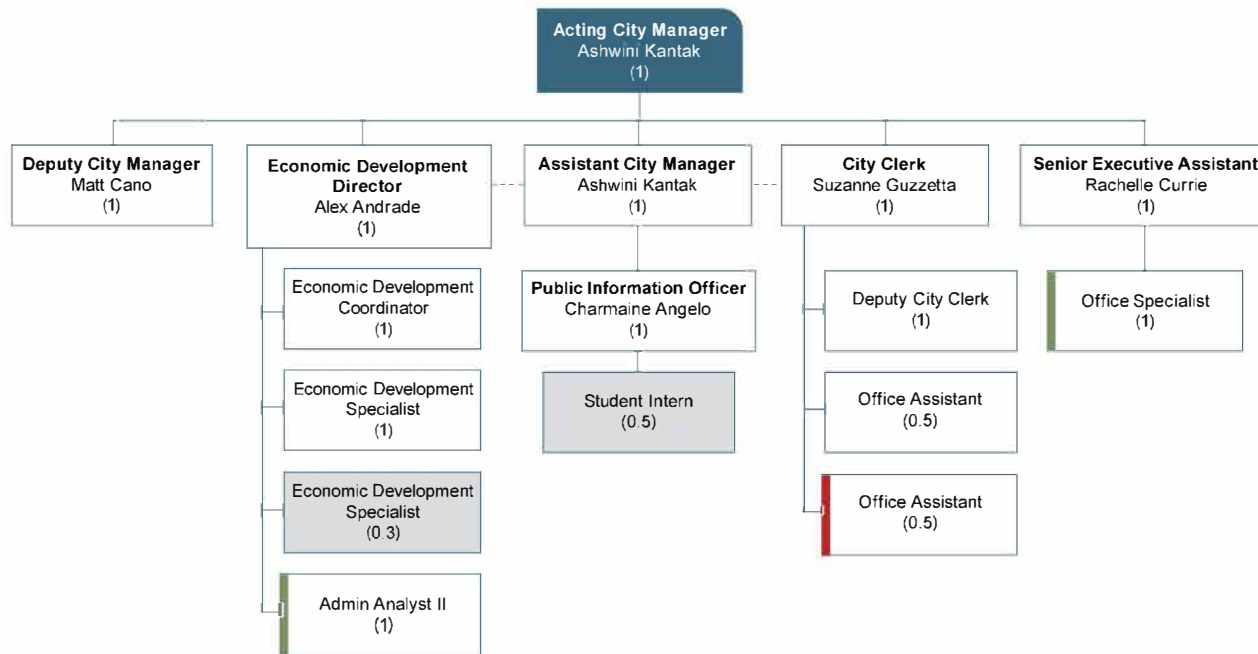 Acting City Manager
Ashwini Kantak
(1)
Deputy City Manager
Matt Cano
(1)
Economic Development
Director
Alex Andrade
(1)
Assistant City Manager
Ashwini Kantak
(1)
City Clerk
Suzanne Guzzetta
(1)
Senior Executive Assistant
Rachelle Currie
(1)
Economic Development
Coordinator
(1)
Public Information Officer
Charmaine Angelo
(1)
Deputy City Clerk
(1)
Office Specialist
(1)
Economic Development
Specialist
(1)
Student Intern
(0.5)
Office Assistant
(0.5)
Economic Development
Specialist
(0.3)
Office Assistant
(0.5)
Admin Analyst II
(1)